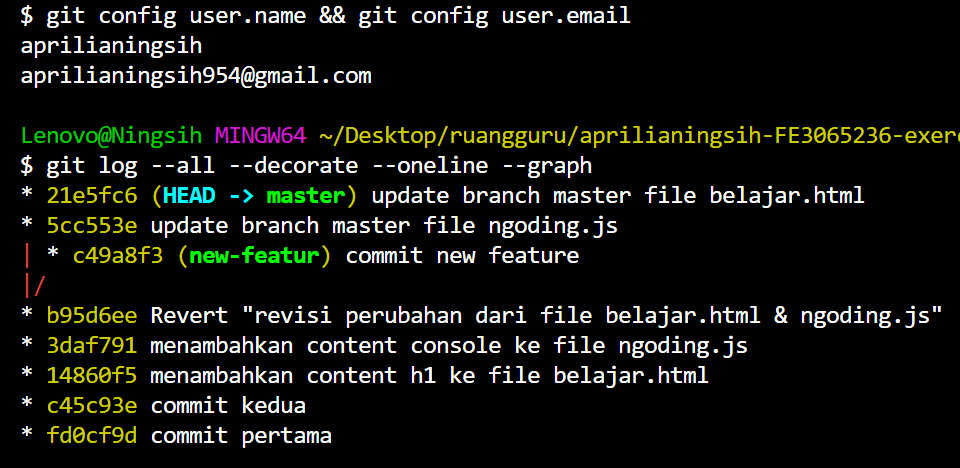 $ git config user.name && git config user.email
aprilianingsih
aprilianingsih954@gmail.com
Lenovo@Ningsih MINGW64 ~/Desktop/ruangguru/aprilianingsih-FE3065236-exerc
$ git log --all --decorate --oneline --graph
* 21e5fc6 (HEAD -> master) update branch master file belajar.html
* 5cc553e update branch master file ngoding.js
| * c49a8f3 (new-featur) commit new feature
|/
* b95d6ee Revert "revisi perubahan dari file belajar.html & ngoding.js"
* 3daf791 menambahkan content console ke file ngoding.js
* 14860f5 menambahkan content h1 ke file belajar.html
* c45c93e commit kedua
* fd0cf9d commit pertama